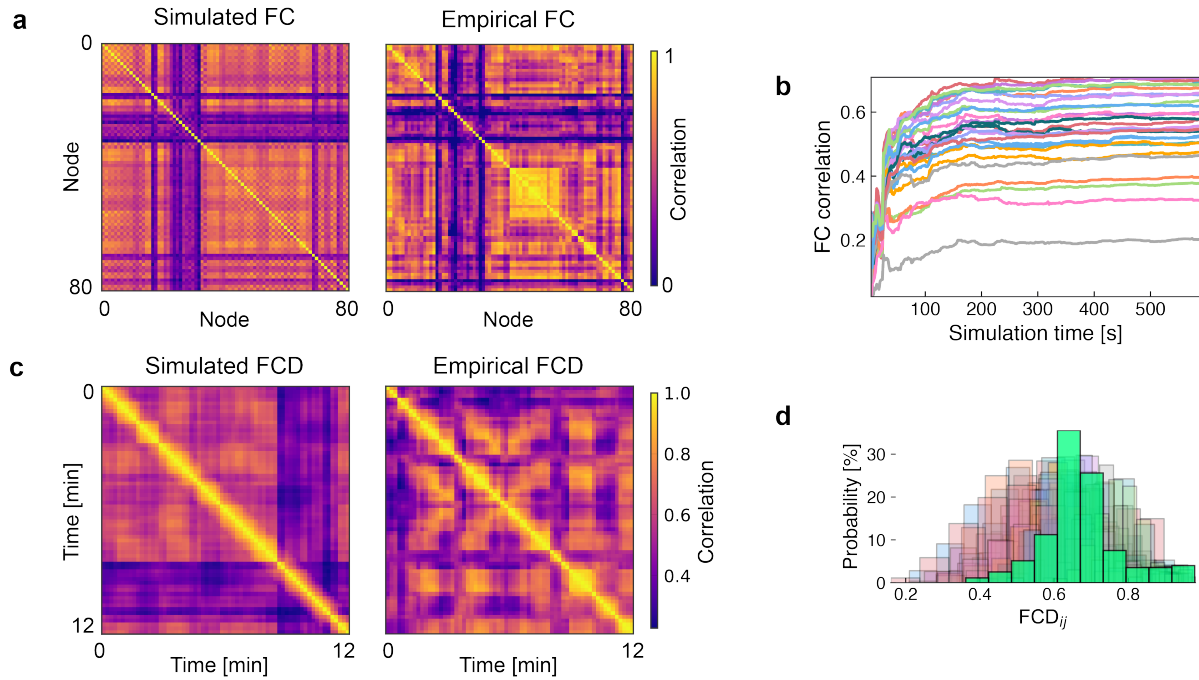 a
Simulated FC
Empirical FC
0
80
Node
0
80
Node
0
80
Node
1
0
Correlation
b
FC correlation
0.6
0.4
0.2
100
200
300
400
500
Simulation time [s]
c
Simulated FCD
Empirical FCD
0
12
Time [min]
0
12
Time [min]
0
12
Time [min]
1.0
0.8
0.6
0.4
Correlation
d
Probability [%]
30
20
10
0
0.2
0.4
0.6
0.8
FCDij